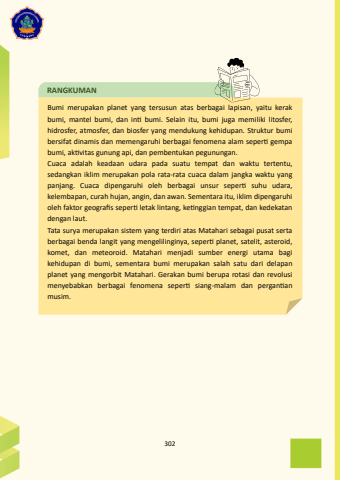 RANGKUMAN
Bumi merupakan planet yang tersusun atas berbagai lapisan, yaitu kerak
bumi, mantel bumi, dan inti bumi. Selain itu, bumi juga memiliki litosfer,
hidrosfer, atmosfer, dan biosfer yang mendukung kehidupan. Struktur bumi
bersifat dinamis dan memengaruhi berbagai fenomena alam seperti gempa
bumi, aktivitas gunung api, dan pembentukan pegunungan.
Cuaca adalah keadaan udara pada suatu tempat dan waktu tertentu,
sedangkan iklim merupakan pola rata-rata cuaca dalam jangka waktu yang
panjang. Cuaca dipengaruhi oleh berbagai unsur seperti suhu udara,
kelembapan, curah hujan, angin, dan awan. Sementara itu, iklim dipengaruhi
oleh faktor geografis seperti letak lintang, ketinggian tempat, dan kedekatan
dengan laut.
Tata surya merupakan sistem yang terdiri atas Matahari sebagai pusat serta
berbagai benda langit yang mengelilinginya, seperti planet, satelit, asteroid,
komet, dan meteoroid. Matahari menjadi sumber energi utama bagi
kehidupan di bumi, sementara bumi merupakan salah satu dari delapan
planet yang mengorbit Matahari. Gerakan bumi berupa rotasi dan revolusi
menyebabkan berbagai fenomena seperti siang-malam dan pergantian
musim.
302